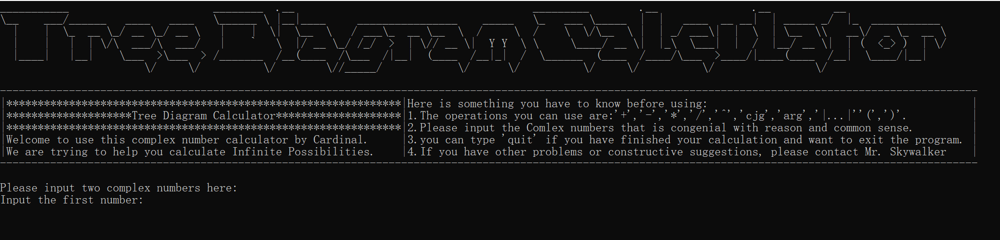 Tree Diagram Calculator
|***************************************************************|Here is something you have to know before using: |
|********************Tree Diagram Calculator********************|1.The operations you can use are:'+','-','*','/','^','cjg','arg','|...|''(',')'. |
|***************************************************************|2.Please input the Comlex numbers that is congenial with reason and common sense. |
|Welcome to use this complex number calculator by Cardinal. |3.you can type 'quit' if you have finished your calculation and want to exit the program. |
|We are trying to help you calculate Infinite Possibilities. |4.If you have other problems or constructive suggestions, please contact Mr. Skywalker |
Please input two complex numbers here:
Input the first number: